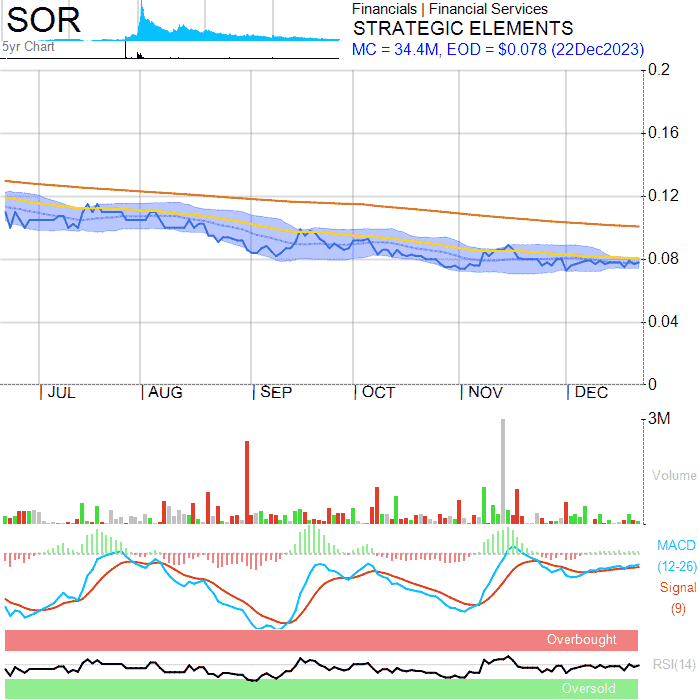 SOR
5yr Chart
Financials | Financial Services
STRATEGIC ELEMENTS
MC = 34.4M, EOD = $0.078 (22Dec2023)
0.2
0.16
0.12
0.08
0.04
0
JUL AUG SEP OCT NOV DEC
3M
Volume
MACD
(12-26)
Signal
(9)
Overbought
RSI(14)
Oversold